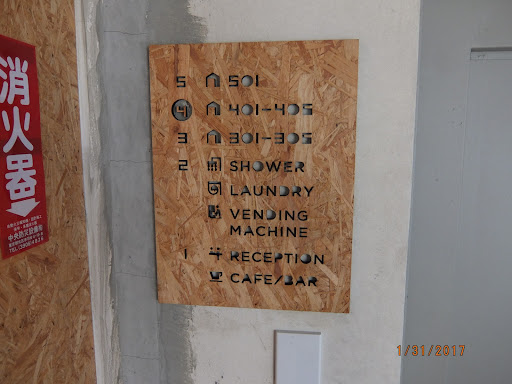 5 501
4 401-405
3 301-305
2 SHOWER
LAUNDRY
VENDING
MACHINE
1 RECEPTION
CAFE/BAR
消火器
1/31/2017